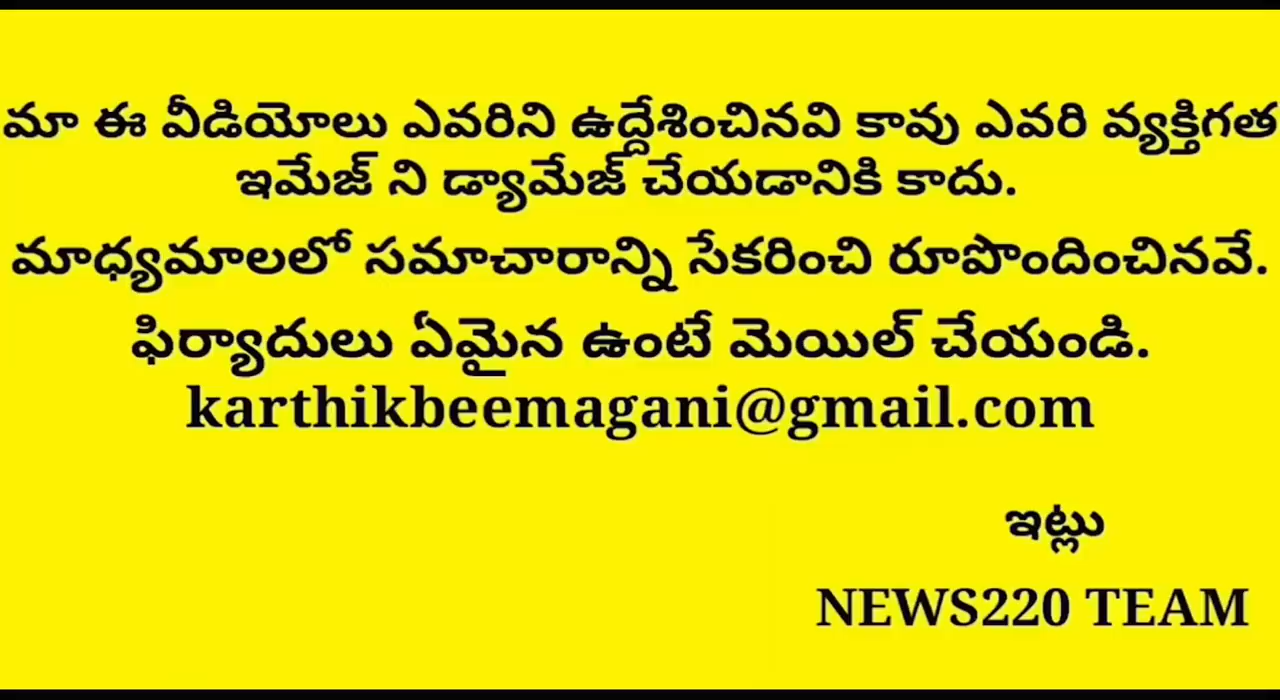 మా ఈ వీడియోలు ఎవరిని ఉద్దేశించినవి కావు ఎవరి వ్యక్తిగత
ఇమేజ్ ని డ్యామేజ్ చేయడానికి కాదు.
మాధ్యమాలలో సమాచారాన్ని సేకరించి రూపొందించినవే.
ఫిర్యాదులు ఏమైన ఉంటే మెయిల్ చేయండి.
karthikbeemagani@gmail.com
ఇట్లు
NEWS220 TEAM